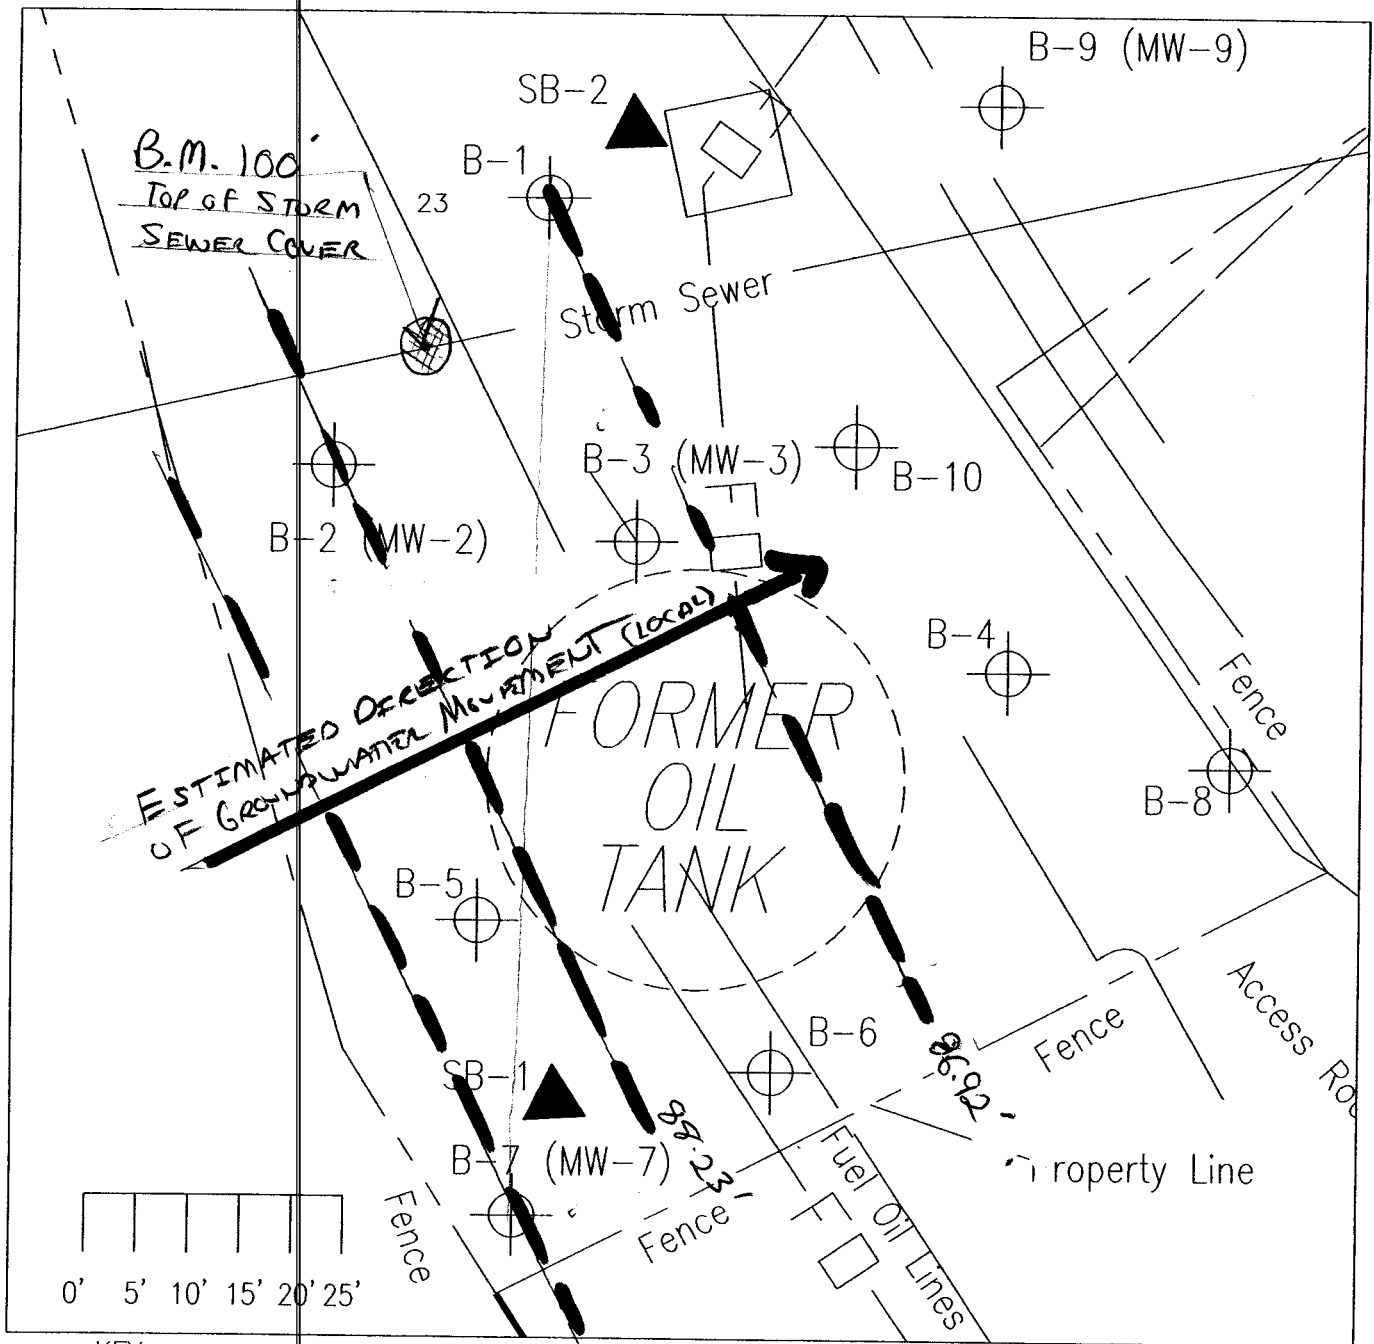 B-9 (MW-9)
SB-2
B.M. 100'
TOP OF STORM
SEWER COVER
B-1
23
Storm Sewer
B-3 (MW-3)
B-10
B-2 (MW-2)
ESTIMATED DIRECTION
OF GROUNDWATER MOVEMENT (LOCAL)
B-4
Fence
FORMER
OIL
TANK
B-8
B-5
Access
B-6
Fence
86.92'
SB-1
88.23'
B-7 (MW-7)
roperty Line
Fence
Fence
Fuel Oil Lines
0' 5' 10' 15' 20' 25'